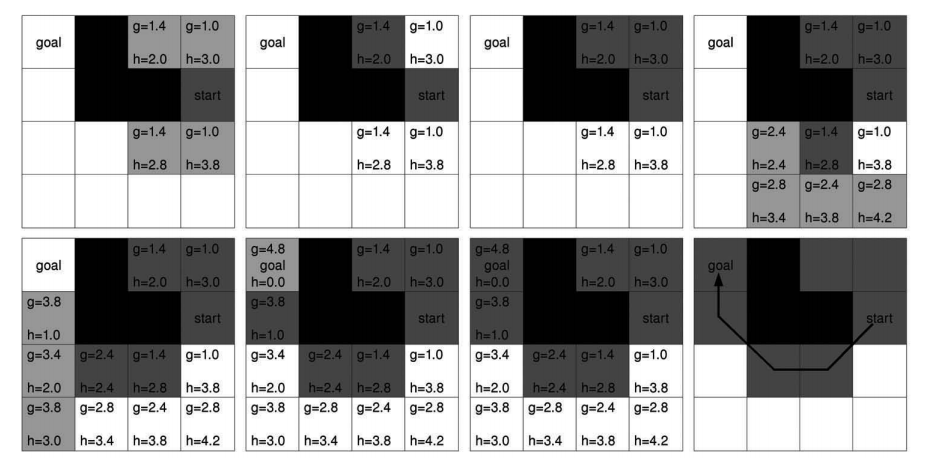 g=1.4 g=1.0
goal
h=2.0 h=3.0
start
g=1.4 g=1.0
h=2.8 h=3.8
g=1.4 g=1.0
goal
h=2.0 h=3.0
start
g=1.4 g=1.0
h=2.8 h=3.8
g=1.4 g=1.0
goal
h=2.0 h=3.0
start
g=1.4 g=1.0
h=2.8 h=3.8
g=1.4 g=1.0
goal
h=2.0 h=3.0
start
g=2.4 g=1.4 g=1.0
h=2.4 h=2.8 h=3.8
g=2.8 g=2.4 g=2.8
h=3.4 h=3.8 h=4.2
g=1.4 g=1.0
goal
h=2.0 h=3.0
g=3.8
start
h=1.0
g=3.4 g=2.4 g=1.4 g=1.0
h=2.0 h=2.4 h=2.8 h=3.8
g=3.8 g=2.8 g=2.4 g=2.8
h=3.0 h=3.4 h=3.8 h=4.2
g=4.8 g=1.4 g=1.0
goal
h=0.0 h=2.0 h=3.0
g=3.8
start
h=1.0
g=3.4 g=2.4 g=1.4 g=1.0
h=2.0 h=2.4 h=2.8 h=3.8
g=3.8 g=2.8 g=2.4 g=2.8
h=3.0 h=3.4 h=3.8 h=4.2
g=4.8 g=1.4 g=1.0
goal
h=0.0 h=2.0 h=3.0
g=3.8
start
h=1.0
g=3.4 g=2.4 g=1.4 g=1.0
h=2.0 h=2.4 h=2.8 h=3.8
g=3.8 g=2.8 g=2.4 g=2.8
h=3.0 h=3.4 h=3.8 h=4.2
goal
start